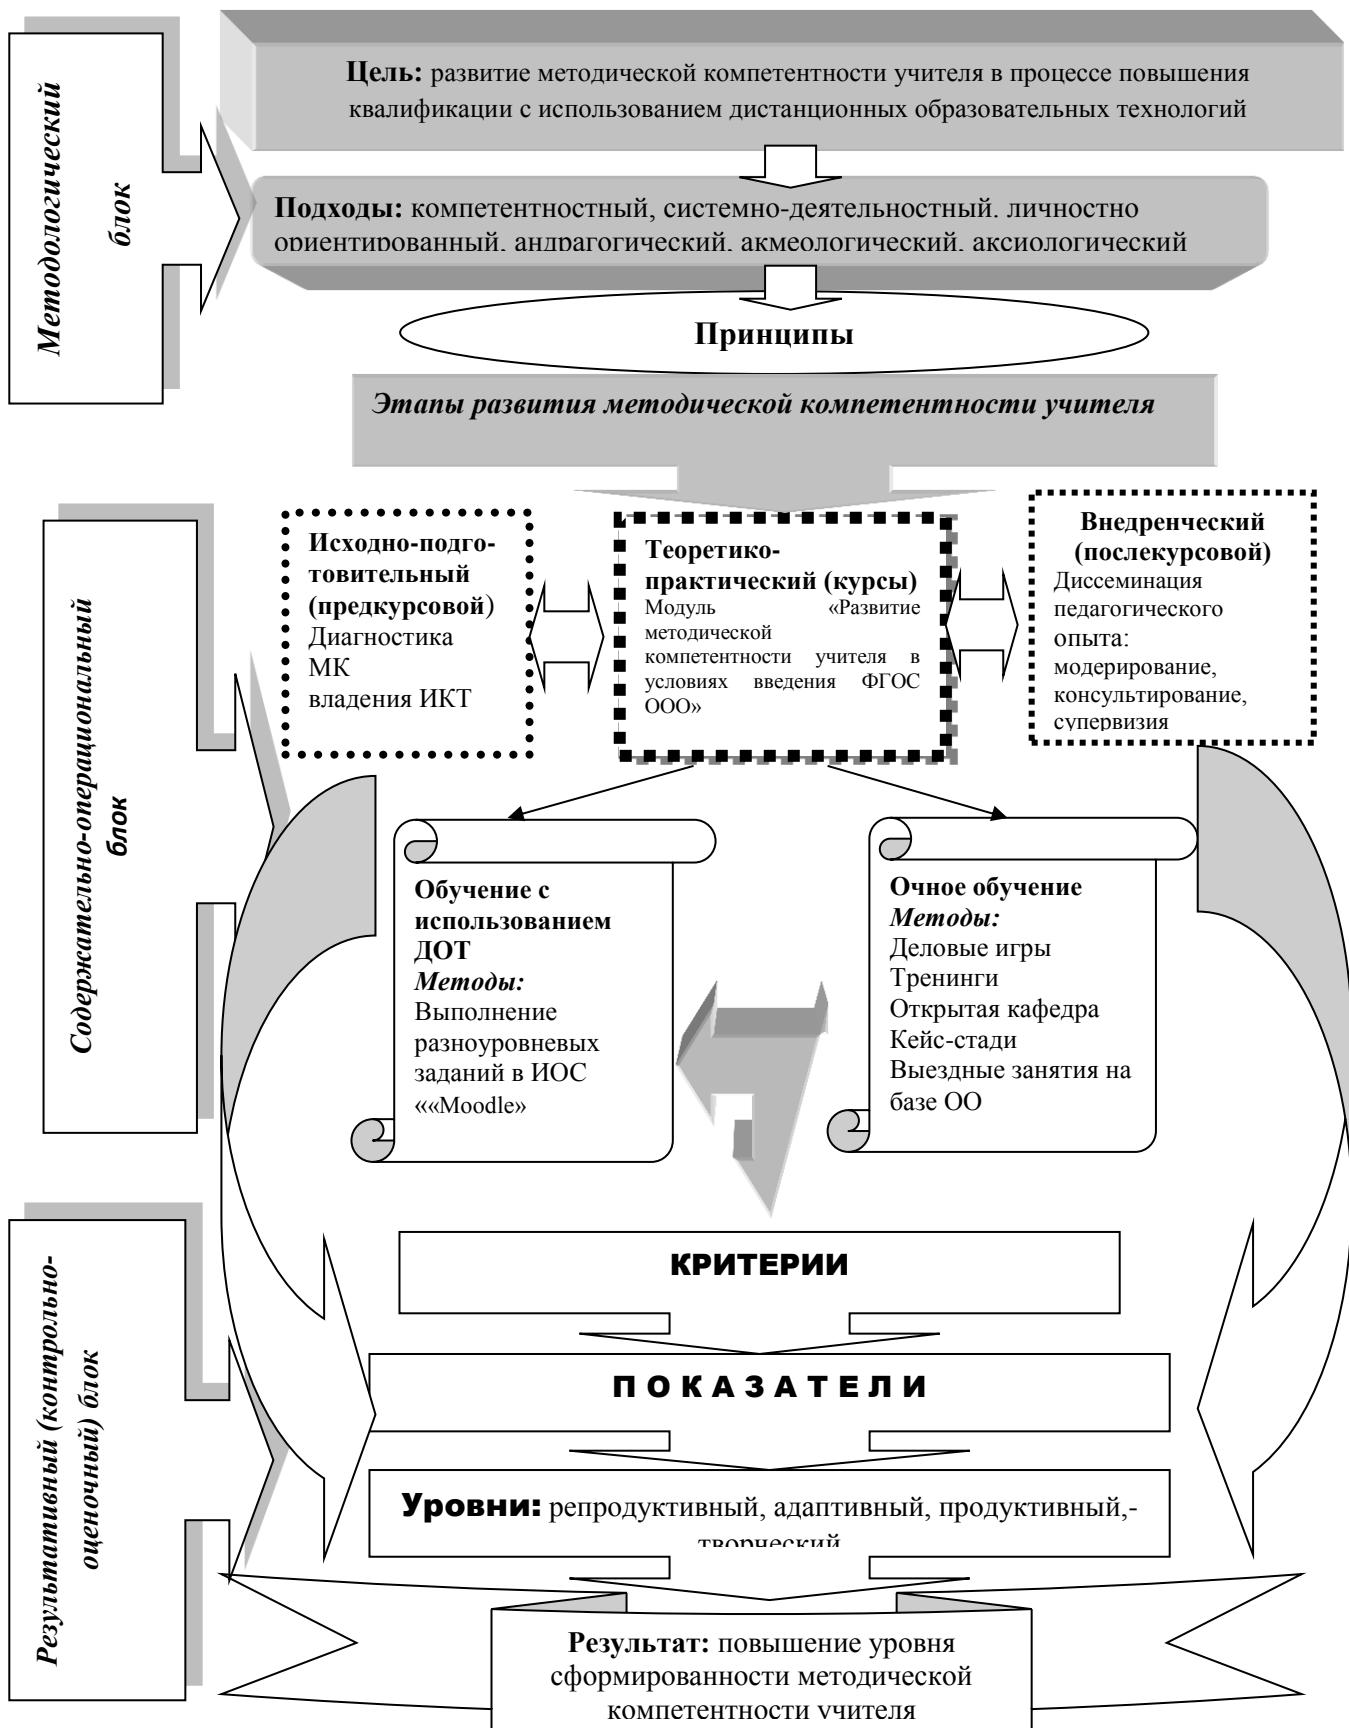 Методологический
блок
Цель: развитие методической компетентности учителя в процессе повышения
квалификации с использованием дистанционных образовательных технологий
Подходы: компетентностный, системно-деятельностный, личностно
ориентированный, андрагогический, акмеологический, аксиологический
Принципы
Этапы развития методической компетентности учителя
Содержательно-операциональный
блок
Исходно-подго-
товительный
(предкурсовой)
Диагностика
МК
владения ИКТ
Теоретико-
практический (курсы)
Модуль «Развитие
методической
компетентности учителя в
условиях введения ФГОС
ООО»
Внедренческий
(послекурсовой)
Диссеминация
педагогического
опыта:
модерирование,
консультирование,
супервизия
Обучение с
использованием
ДОТ
Методы:
Выполнение
разноуровневых
заданий в ИОС
««Moodle»
Очное обучение
Методы:
Деловые игры
Тренинги
Открытая кафедра
Кейс-стади
Выездные занятия на
базе ОО
Результативный (контрольно-
оценочный) блок
КРИТЕРИИ
П О К А З А Т Е Л И
Уровни: репродуктивный, адаптивный, продуктивный,-
творческий
Результат: повышение уровня
сформированности методической
компетентности учителя